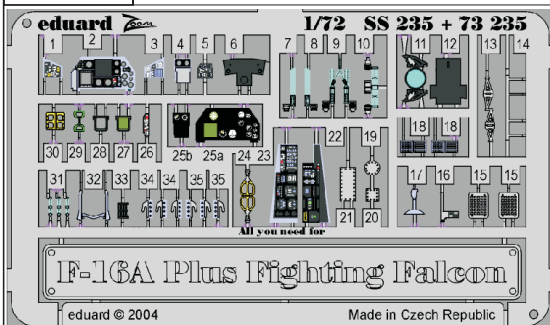 eduard Zoom 1/72 SS 235 + 73 235
1 2 3 4 5 6 7 8 9 10 11 12 13 14
30 29 28 27 26 25b 25a 24 23 22 19 18 18
31 32 33 34 34 35 35 21 20 17 16 15 15
All you need for
F-16A Plus Fighting Falcon
eduard © 2004 Made in Czech Republic